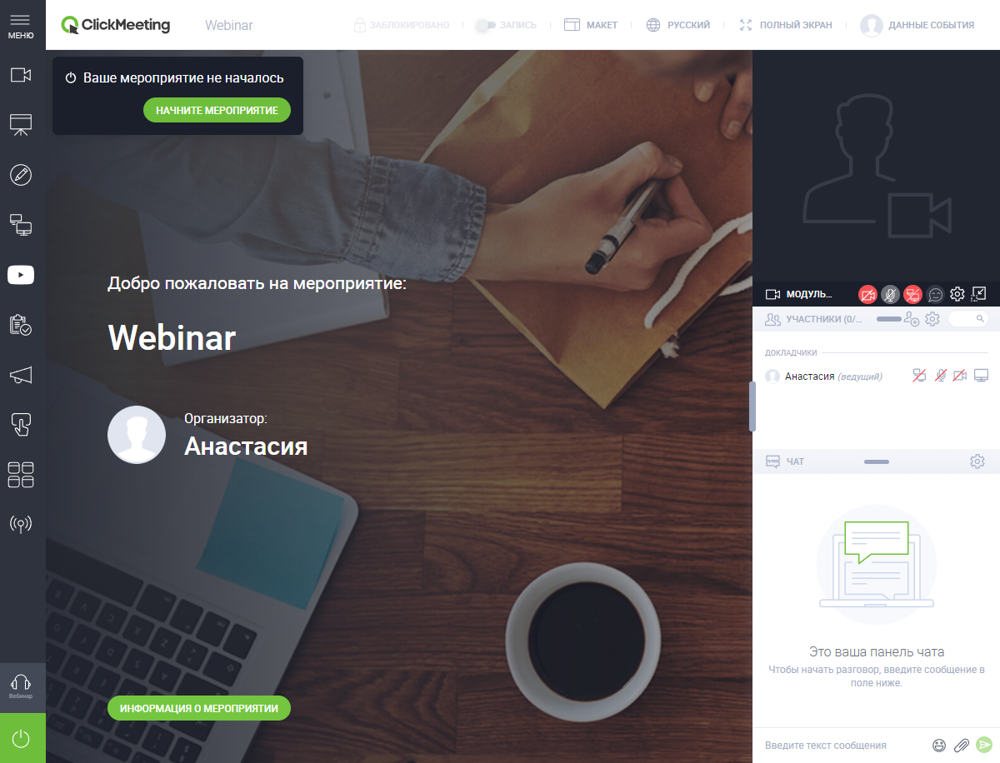 МЕНЮ
ClickMeeting
Webinar
ЗАБЛОКИРОВАНО
ЗАПИСЬ
МАКЕТ
РУССКИЙ
ПОЛНЫЙ ЭКРАН
ДАННЫЕ СОБЫТИЯ
Ваше мероприятие не началось
НАЧНИТЕ МЕРОПРИЯТИЕ
Добро пожаловать на мероприятие:
Webinar
Организатор:
Анастасия
ИНФОРМАЦИЯ О МЕРОПРИЯТИИ
Вебинар
МОДУЛЬ...
УЧАСТНИКИ (0/...
ДОКЛАДЧИКИ
Анастасия (ведущий)
ЧАТ
Это ваша панель чата
Чтобы начать разговор, введите сообщение в
поле ниже.
Введите текст сообщения